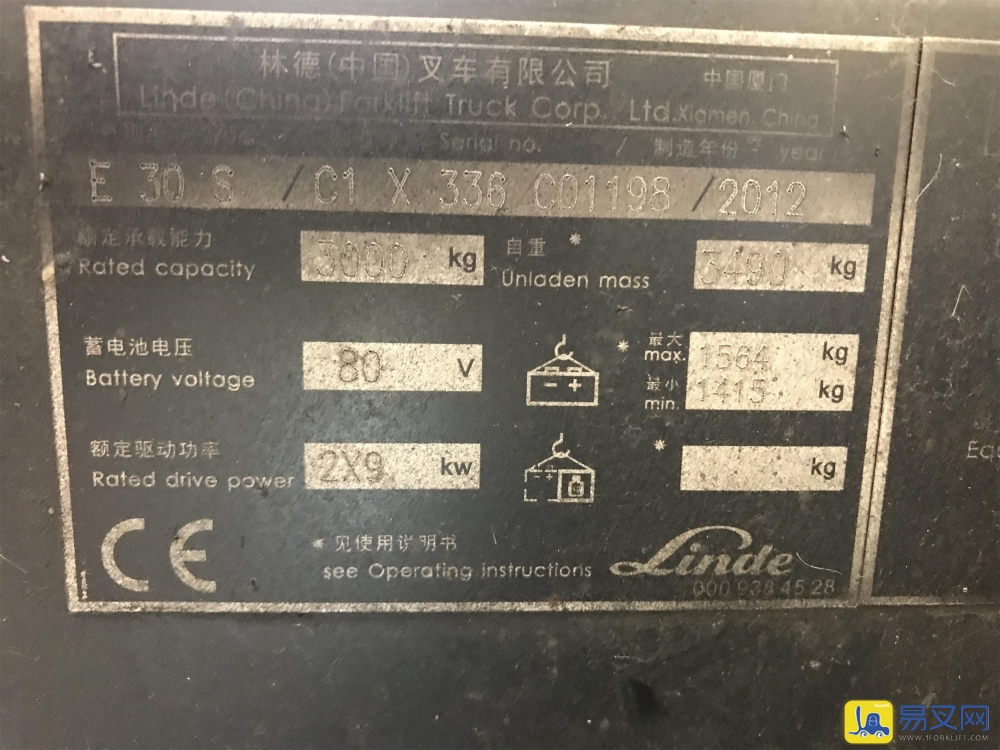 林德(中国)叉车有限公司 中国厦门
Linde (China) Forklift Truck Corp., Ltd. Xiamen, China
Serial no. / 制造年份 year
E 30 S / C1 X 336 C01198 / 2012
额定承载能力 3000 kg 自重 *
Rated capacity Unladen mass 3490 kg
蓄电池电压 80 V * 最大 1564 kg
Battery voltage max.
- + 最小 1415 kg
min.
额定驱动功率 2X9 kw * kg
Rated drive power
- +
CE
* 见使用说明书
see Operating instructions
Linde
000 938 45 28
Equ
易叉网
WWW.1FORKLIFT.COM